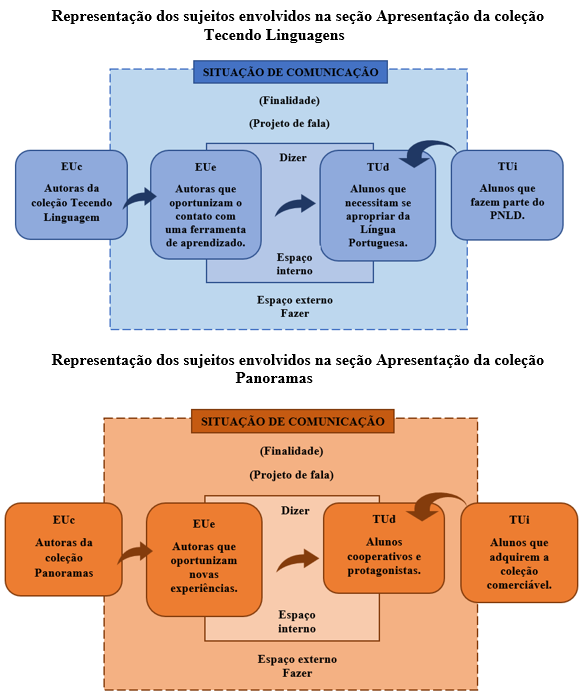 Representação dos sujeitos envolvidos na seção Apresentação da coleção
Tecendo Linguagens
SITUAÇÃO DE COMUNICAÇÃO
(Finalidade)
(Projeto de fala)
EUc
Autoras da
coleção Tecendo
Linguagem
EUe
Autoras que
oportunizam o
contato com
uma ferramenta
de aprendizado.
Dizer
Espaço
interno
TUd
Alunos que
necessitam se
apropriar da
Língua
Portuguesa.
TUi
Alunos que
fazem parte do
PNLD.
Espaço externo
Fazer
Representação dos sujeitos envolvidos na seção Apresentação da coleção
Panoramas
SITUAÇÃO DE COMUNICAÇÃO
(Finalidade)
(Projeto de fala)
EUc
Autoras da
coleção
Panoramas
EUe
Autoras que
oportunizam
novas
experiências.
Dizer
Espaço
interno
TUd
Alunos
cooperativos e
protagonistas.
TUi
Alunos que
adquirem a
coleção
comerciável.
Espaço externo
Fazer